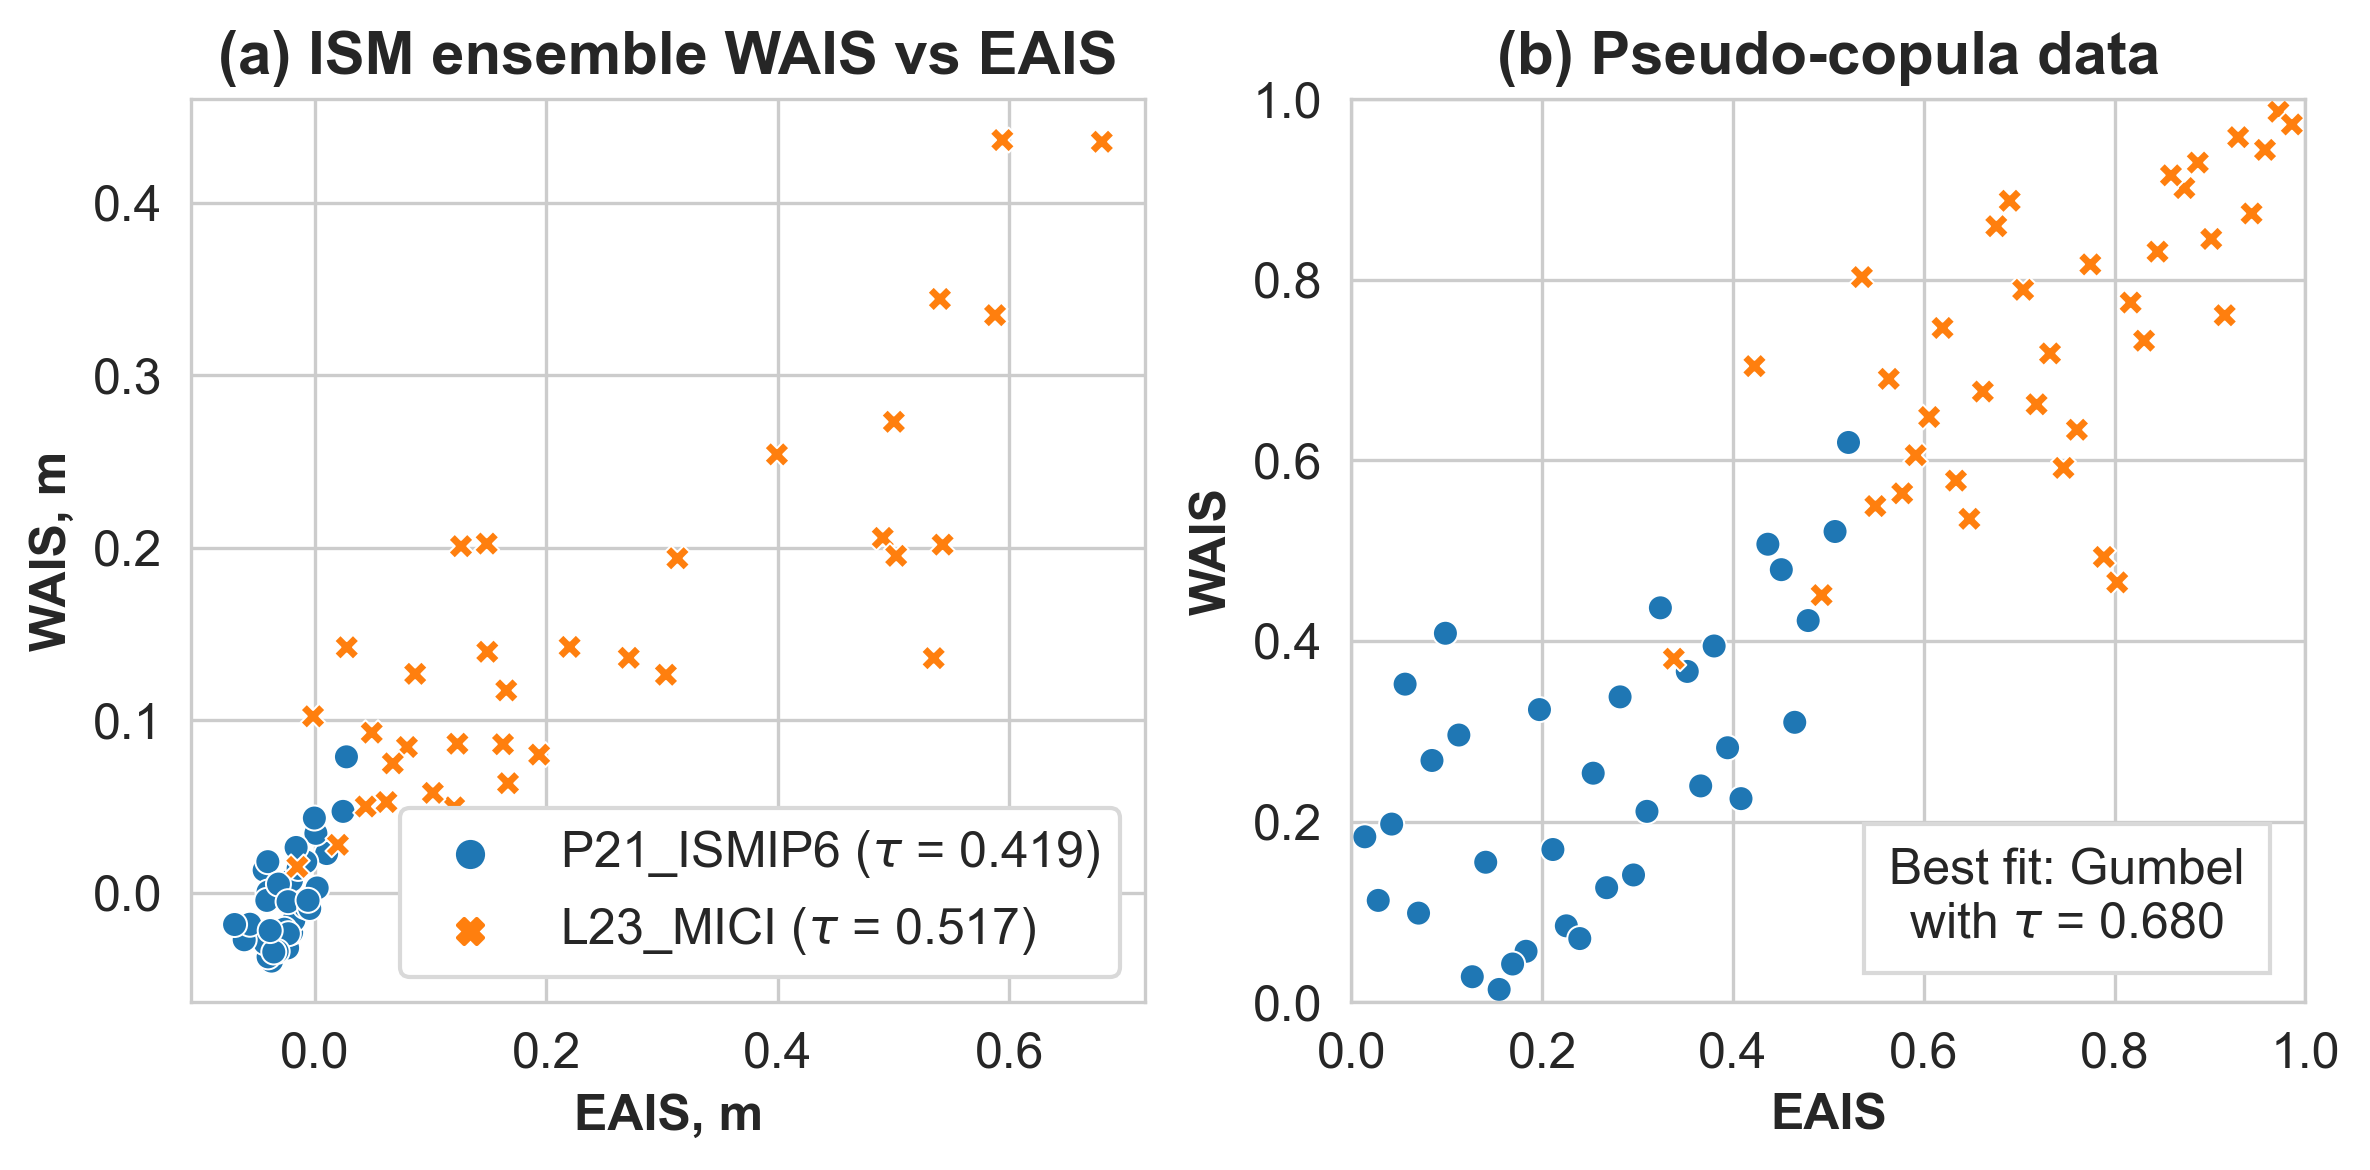 (a) ISM ensemble WAIS vs EAIS
WAIS, m
0.4
0.3
0.2
0.1
0.0
0.0 0.2 0.4 0.6
EAIS, m
P21_ISMIP6 (τ = 0.419)
L23_MICI (τ = 0.517)
(b) Pseudo-copula data
WAIS
1.0
0.8
0.6
0.4
0.2
0.0
0.0 0.2 0.4 0.6 0.8 1.0
EAIS
Best fit: Gumbel
with τ = 0.680